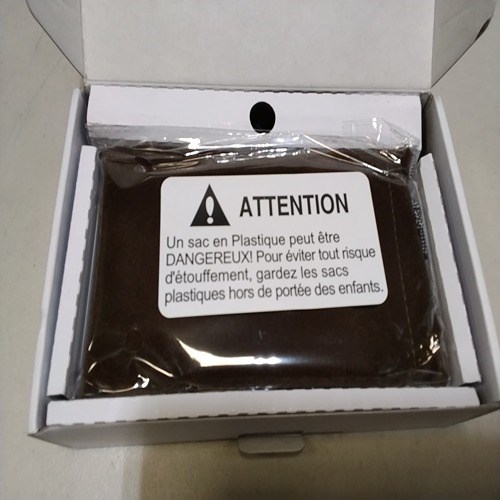 ATTENTION
Un sac en Plastique peut être
DANGEREUX! Pour éviter tout risque
d'étouffement, gardez les sacs
plastiques hors de portée des enfants.